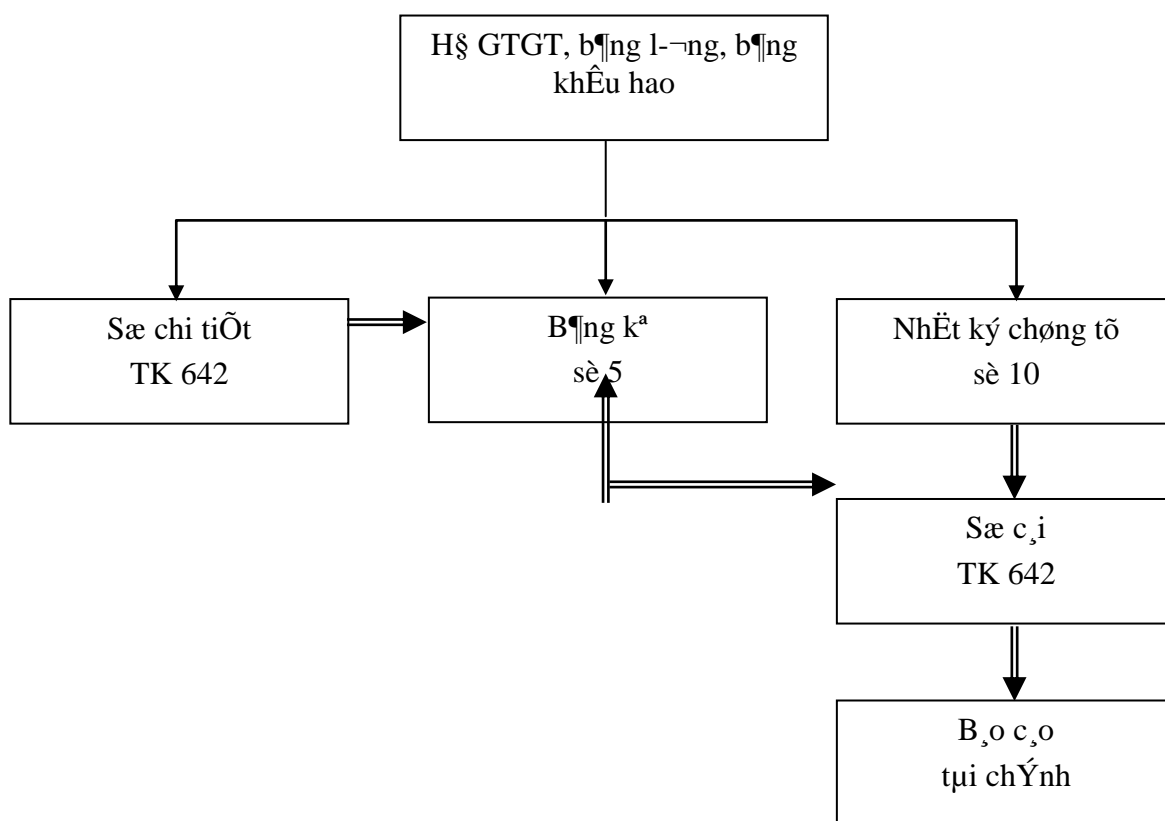 H§ GTGT, b¶ng l-¬ng, b¶ng
khÊu hao
Sæ chi tiÕt
TK 642
B¶ng kª
sè 5
NhËt ký chøng tõ
sè 10
Sæ c¸i
TK 642
B¸o c¸o
tµi chÝnh